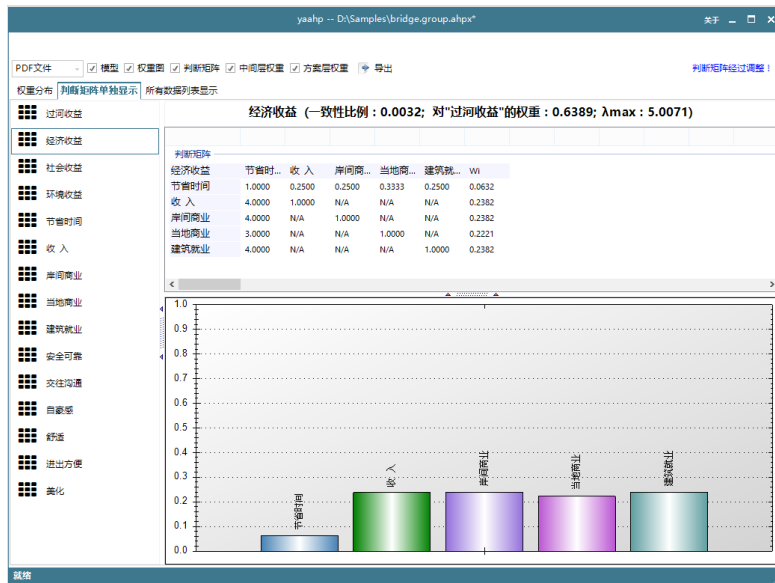 yaahp -- D:\Samples\bridge.group.ahpx*
关于
PDF文件 模型 权重图 判断矩阵 中间层权重 方案层权重 导出
判断矩阵经过调整！
权重分布 判断矩阵单独显示 所有数据列表显示
过河收益
经济收益
社会收益
环境收益
节省时间
收 入
岸间商业
当地商业
建筑就业
安全可靠
交往沟通
自豪感
舒适
进出方便
美化
经济收益（一致性比例：0.0032; 对"过河收益"的权重：0.6389; λmax：5.0071)
判断矩阵
经济收益 节省时... 收 入 岸间商... 当地商... 建筑就... Wi
节省时间 1.0000 0.2500 0.2500 0.3333 0.2500 0.0632
收 入 4.0000 1.0000 N/A N/A N/A 0.2382
岸间商业 4.0000 N/A 1.0000 N/A N/A 0.2382
当地商业 3.0000 N/A N/A 1.0000 N/A 0.2221
建筑就业 4.0000 N/A N/A N/A 1.0000 0.2382
1.0
0.9
0.8
0.7
0.6
0.5
0.4
0.3
0.2
0.1
0.0
节省时间
收 入
岸间商业
当地商业
建筑就业
就绪